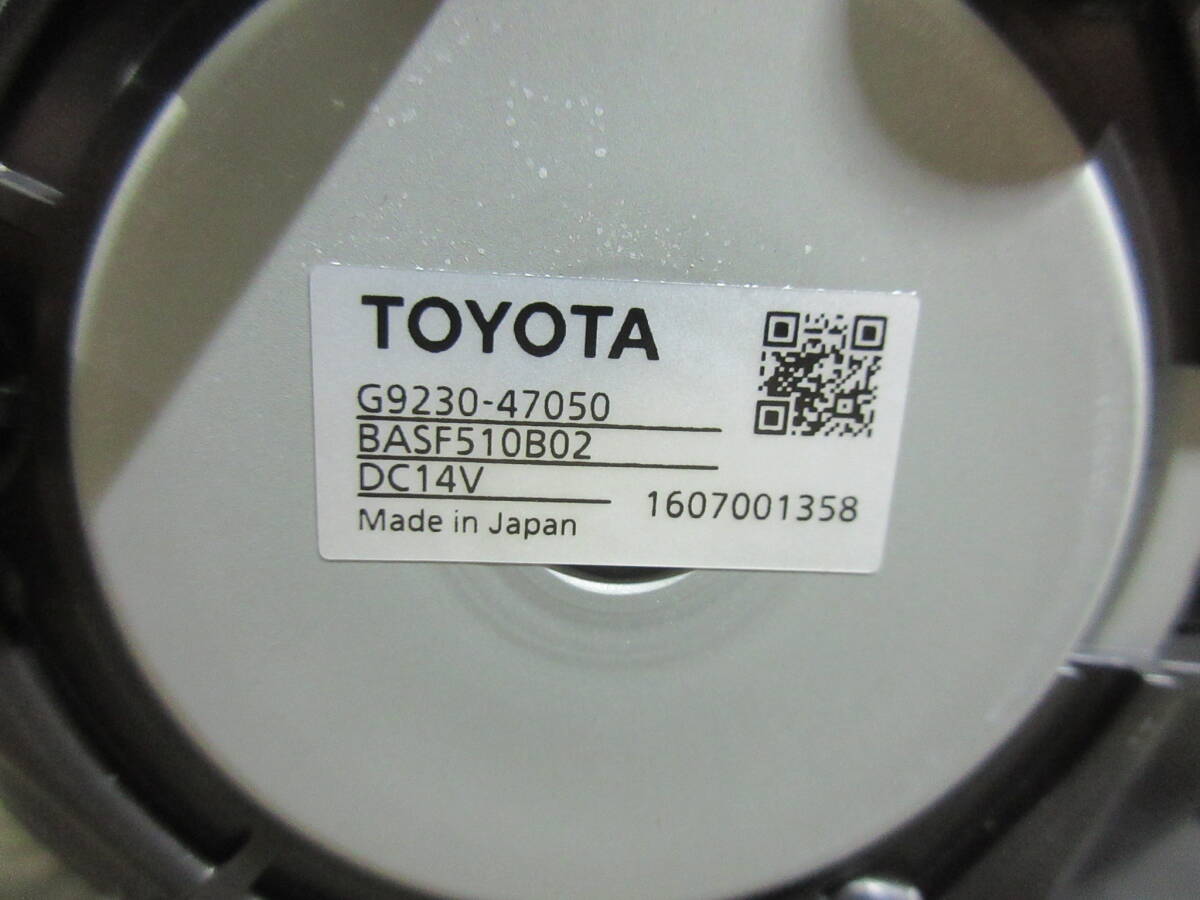 TOYOTA
G9230-47050
BASF510B02
DC14V
1607001358
Made in Japan